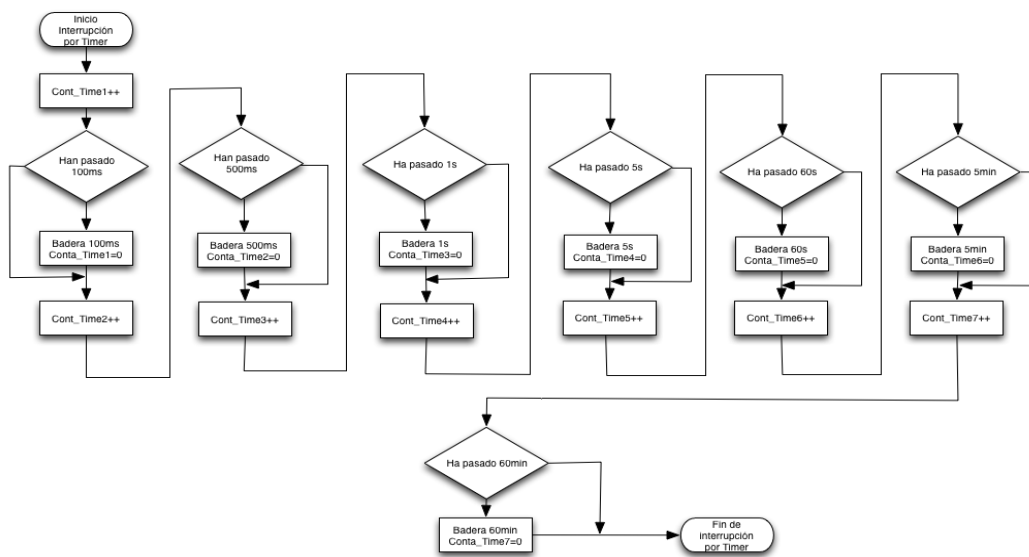 Inicio
Interrupción
por Timer
Cont_Time1++
Han pasado
100ms
Badera 100ms
Conta_Time1=0
Cont_Time2++
Han pasado
500ms
Badera 500ms
Conta_Time2=0
Cont_Time3++
Ha pasado 1s
Badera 1s
Conta_Time3=0
Cont_Time4++
Ha pasado 5s
Badera 5s
Conta_Time4=0
Cont_Time5++
Ha pasado 60s
Badera 60s
Conta_Time5=0
Cont_Time6++
Ha pasado 5min
Badera 5min
Conta_Time6=0
Cont_Time7++
Ha pasado 60min
Badera 60min
Conta_Time7=0
Fin de
interrupción
por Timer